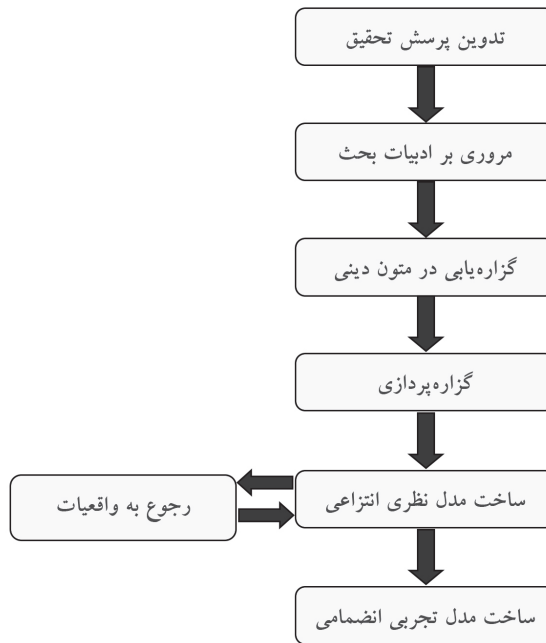 تدوین پرسش تحقیق
مروری بر ادبیات بحث
گزاره‌یابی در متون دینی
گزاره‌پردازی
ساخت مدل نظری انتزاعی
رجوع به واقعیات
ساخت مدل تجربی انضمامی